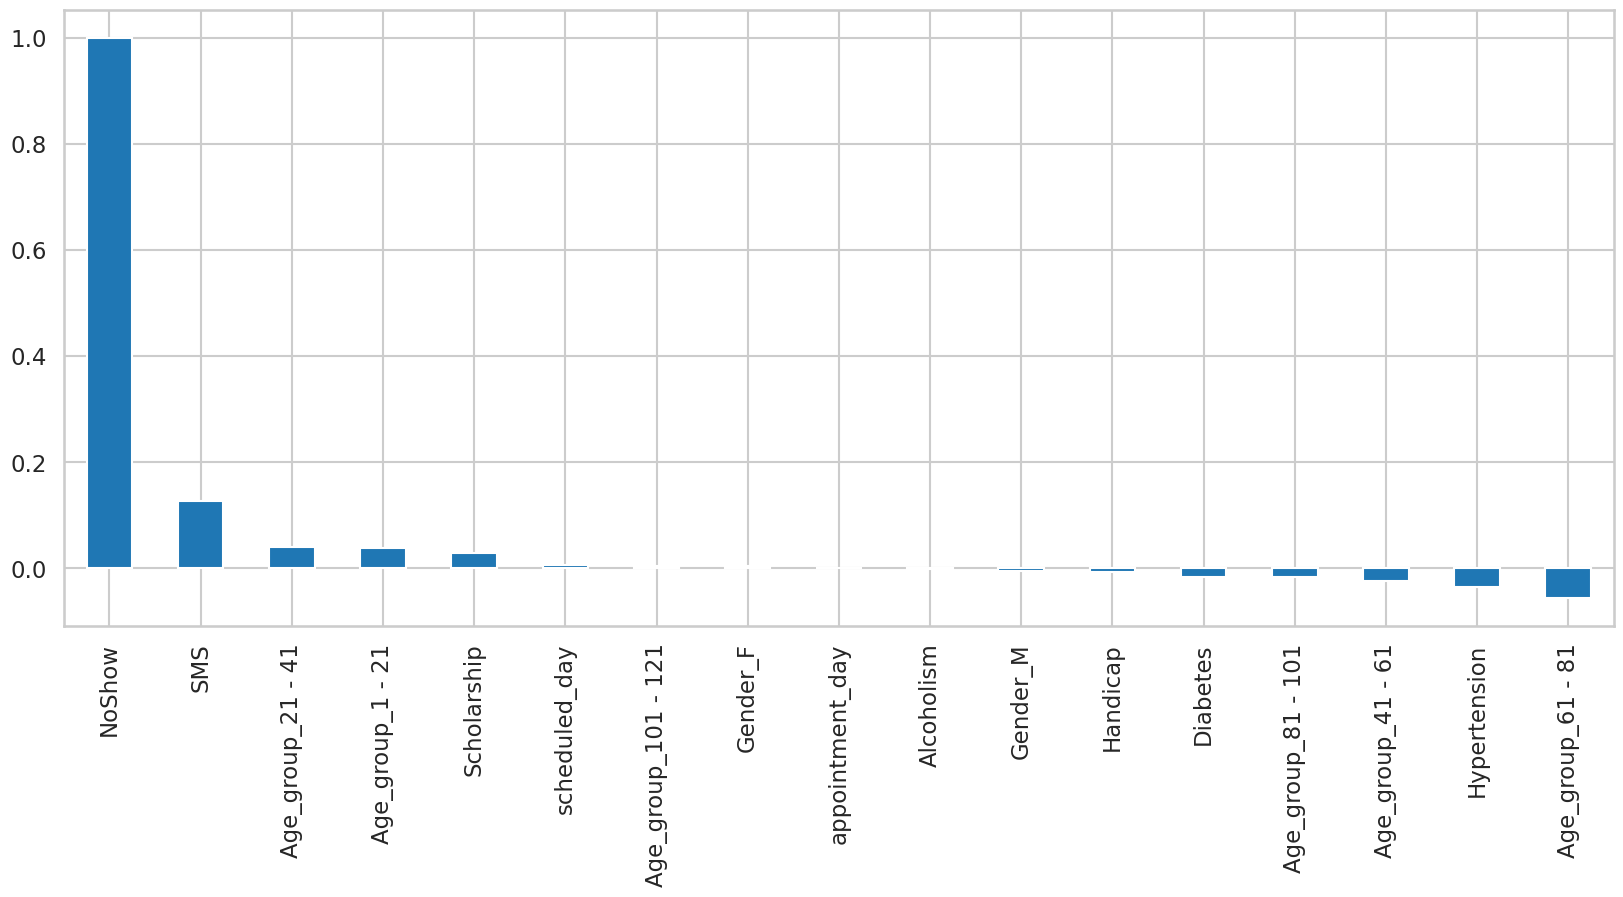 1.0
0.8
0.6
0.4
0.2
0.0
NoShow
SMS
Age_group_21 - 41
Age_group_1 - 21
Scholarship
scheduled_day
Age_group_101 - 121
Gender_F
appointment_day
Alcoholism
Gender_M
Handicap
Diabetes
Age_group_81 - 101
Age_group_41 - 61
Hypertension
Age_group_61 - 81